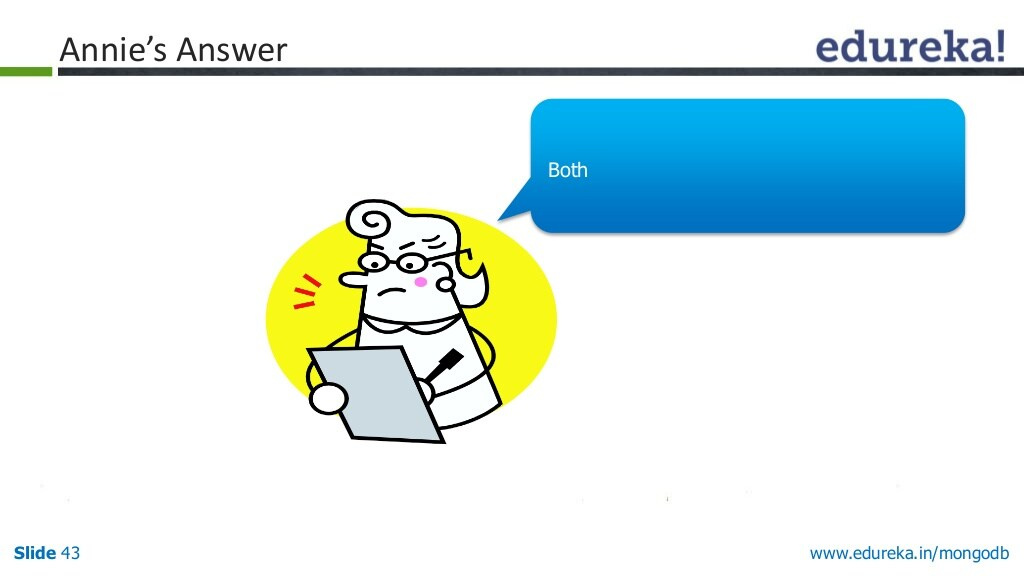 Annie’s Answer
edureka!
Both
Slide 43
www.edureka.in/mongodb